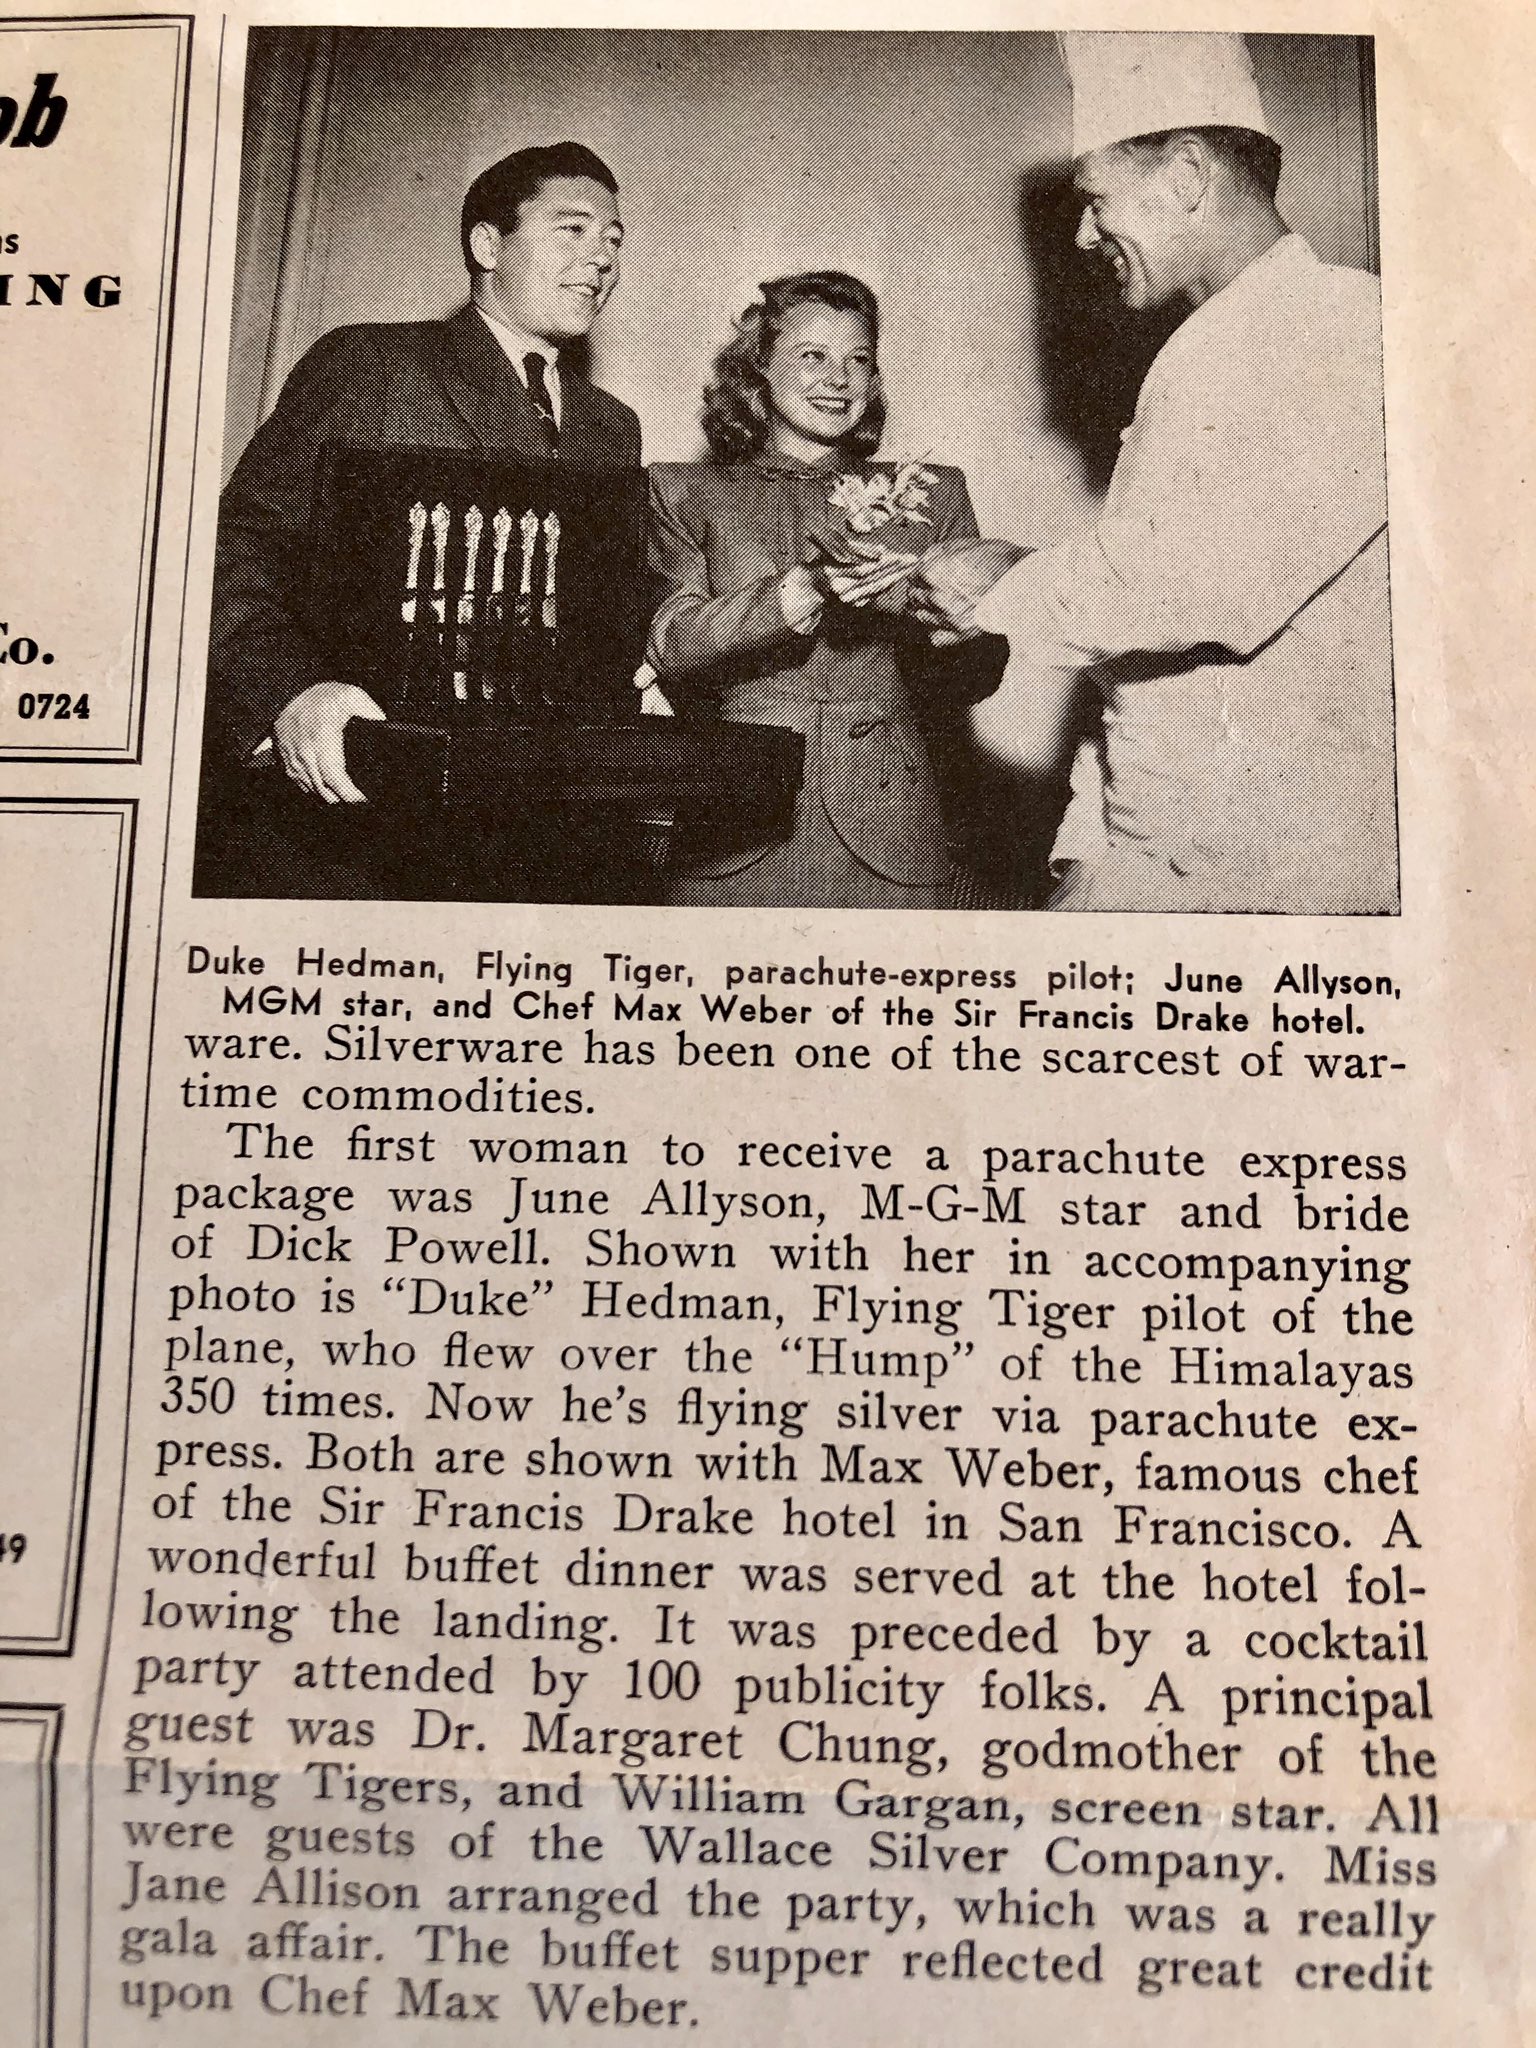 ob
ns
ING
Co.
0724
49
Duke Hedman, Flying Tiger, parachute-express pilot; June Allyson,
MGM star, and Chef Max Weber of the Sir Francis Drake hotel.
ware. Silverware has been one of the scarcest of war-
time commodities.
The first woman to receive a parachute express
package was June Allyson, M-G-M star and bride
of Dick Powell. Shown with her in accompanying
photo is “Duke” Hedman, Flying Tiger pilot of the
plane, who flew over the “Hump” of the Himalayas
350 times. Now he’s flying silver via parachute ex-
press. Both are shown with Max Weber, famous chef
of the Sir Francis Drake hotel in San Francisco. A
wonderful buffet dinner was served at the hotel fol-
lowing the landing. It was preceded by a cocktail
party attended by 100 publicity folks. A principal
guest was Dr. Margaret Chung, godmother of the
Flying Tigers, and William Gargan, screen star. All
were guests of the Wallace Silver Company. Miss
Jane Allison arranged the party, which was a really
gala affair. The buffet supper reflected great credit
upon Chef Max Weber.